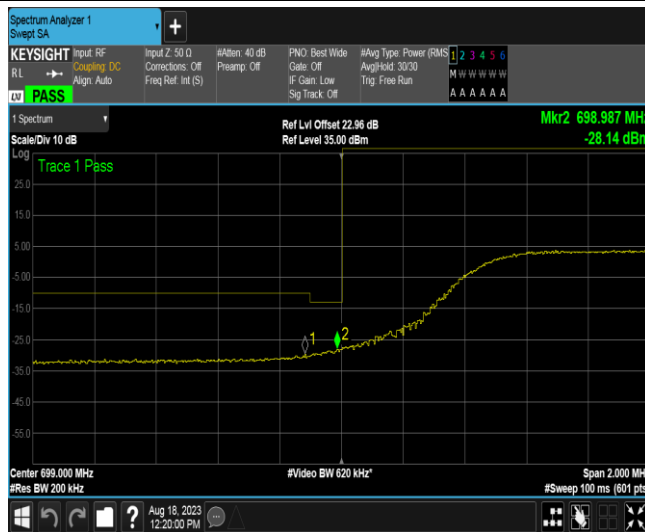 Spectrum Analyzer 1
Swept SA
+
KEYSIGHT
RL
LXI PASS
Input: RF
Coupling: DC
Align: Auto
Input Z: 50 Ω
Corrections: Off
Freq Ref: Int (S)
#Atten: 40 dB
Preamp: Off
PNO: Best Wide
Gate: Off
IF Gain: Low
Sig Track: Off
#Avg Type: Power (RMS
Avg|Hold: 30/30
Trig: Free Run
1 2 3 4 5 6
M W W W W W
A A A A A A
1 Spectrum
Scale/Div 10 dB
Log
Ref Lvl Offset 22.96 dB
Ref Level 35.00 dBm
Mkr2 698.987 MHz
-28.14 dBm
Trace 1 Pass
25.0
15.0
5.00
-5.00
-15.0
-25.0
-35.0
-45.0
-55.0
1
2
Center 699.000 MHz
#Res BW 200 kHz
#Video BW 620 kHz*
Span 2.000 MH
#Sweep 100 ms (601 pts
?
Aug 18, 2023
12:20:00 PM